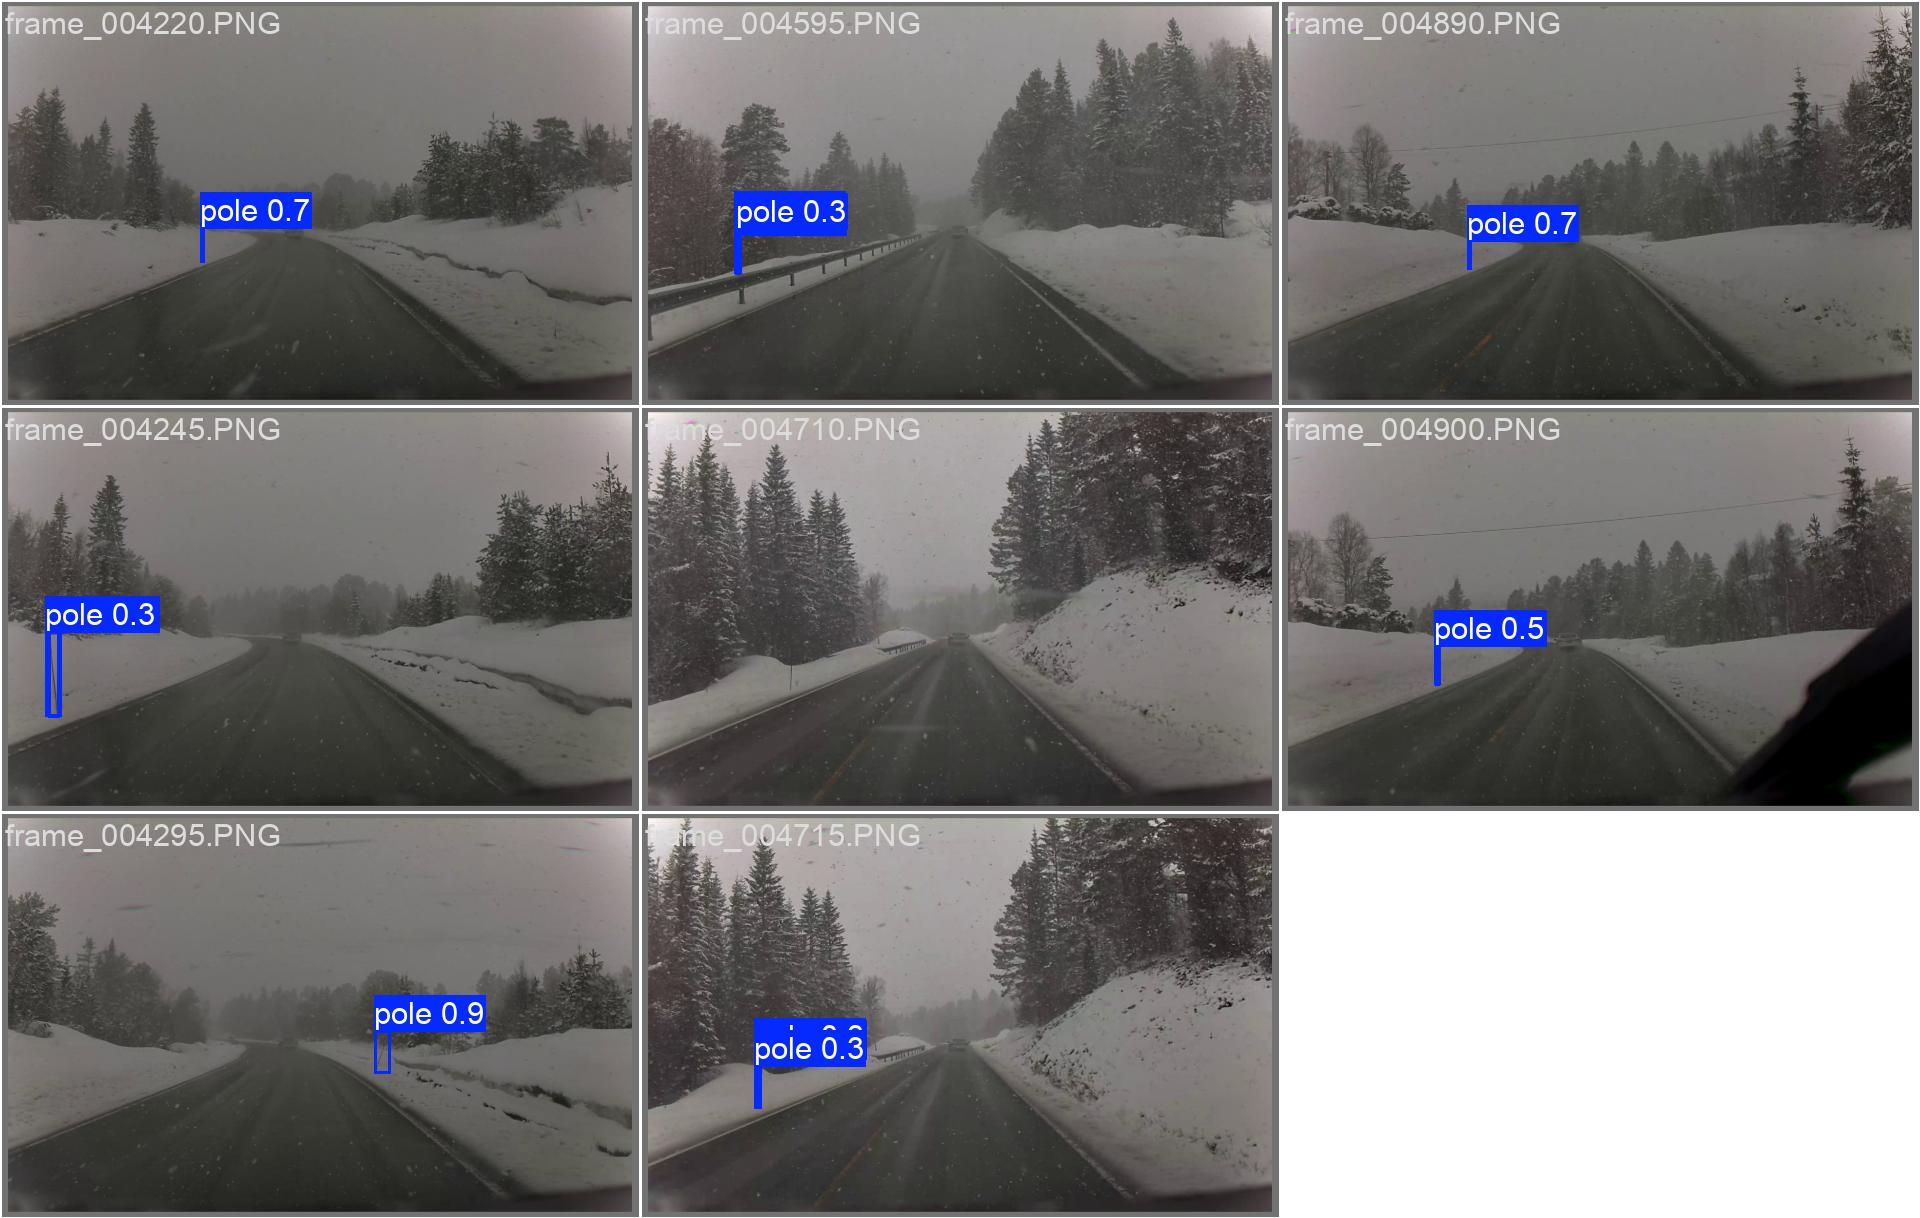 frame_004220.PNG
pole 0.7
frame_004595.PNG
pole 0.3
frame_004890.PNG
pole 0.7
frame_004245.PNG
pole 0.3
frame_004710.PNG
frame_004900.PNG
pole 0.5
frame_004295.PNG
pole 0.9
frame_004715.PNG
pole 0.3